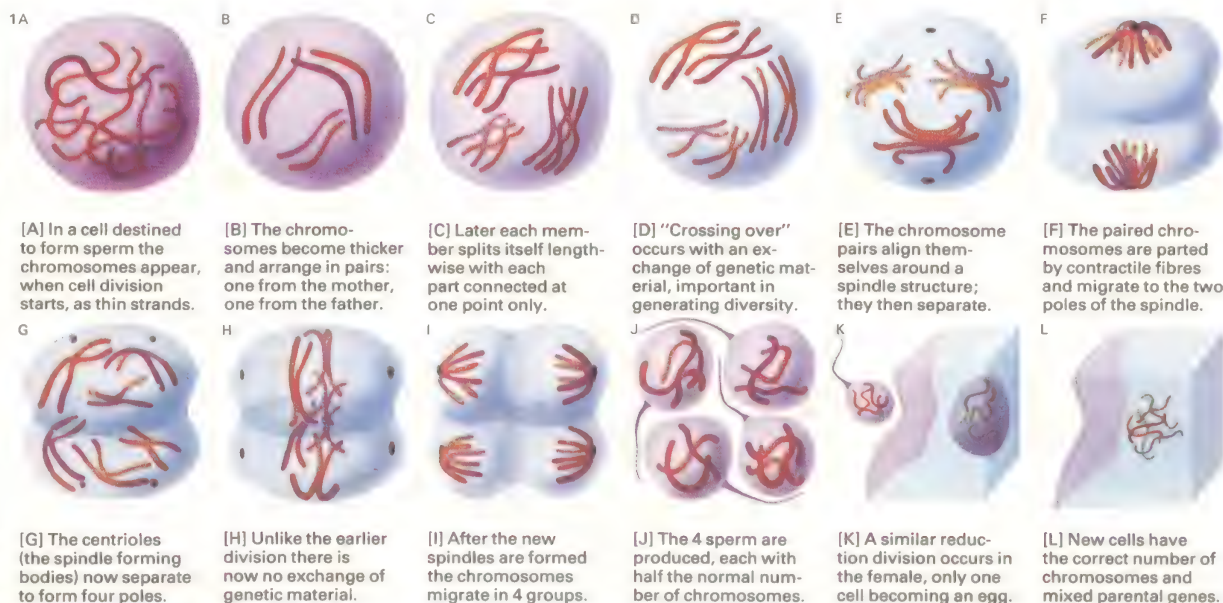 1A
B
C
D
E
F
[A] In a cell destined
to form sperm the
chromosomes appear,
when cell division
starts, as thin strands.
[B] The chromo-
somes become thicker
and arrange in pairs:
one from the mother,
one from the father.
[C] Later each mem-
ber splits itself length-
wise with each
part connected at
one point only.
[D] "Crossing over"
occurs with an ex-
change of genetic mat-
erial, important in
generating diversity.
[E] The chromosome
pairs align them-
selves around a
spindle structure;
they then separate.
[F] The paired chro-
mosomes are parted
by contractile fibres
and migrate to the two
poles of the spindle.
G
H
I
J
K
L
[G] The centrioles
(the spindle forming
bodies) now separate
to form four poles.
[H] Unlike the earlier
division there is
now no exchange of
genetic material.
[I] After the new
spindles are formed
the chromosomes
migrate in 4 groups.
[J] The 4 sperm are
produced, each with
half the normal num-
ber of chromosomes.
[K] A similar reduc-
tion division occurs in
the female, only one
cell becoming an egg.
[L] New cells have
the correct number of
chromosomes and
mixed parental genes.